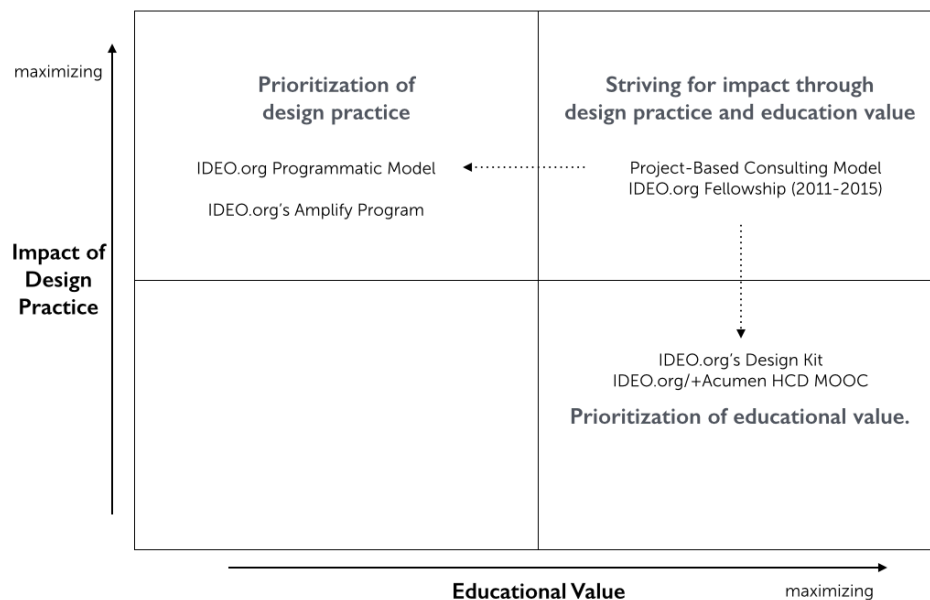 maximizing
Impact of
Design
Practice
Prioritization of
design practice
IDEO.org Programmatic Model
IDEO.org's Amplify Program
Striving for impact through
design practice and education value
Project-Based Consulting Model
IDEO.org Fellowship (2011-2015)
IDEO.org's Design Kit
IDEO.org/+Acumen HCD MOOC
Prioritization of educational value.
Educational Value
maximizing